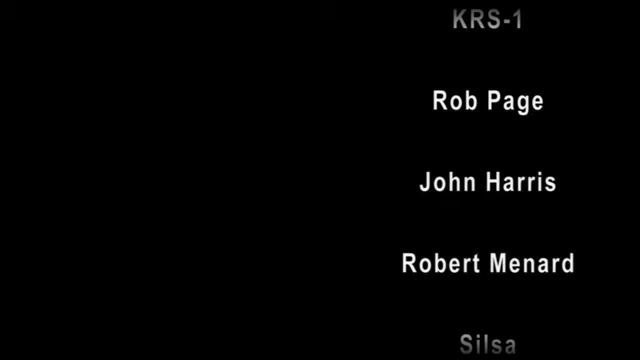 KRS-1
Rob Page
John Harris
Robert Menard
Silsa